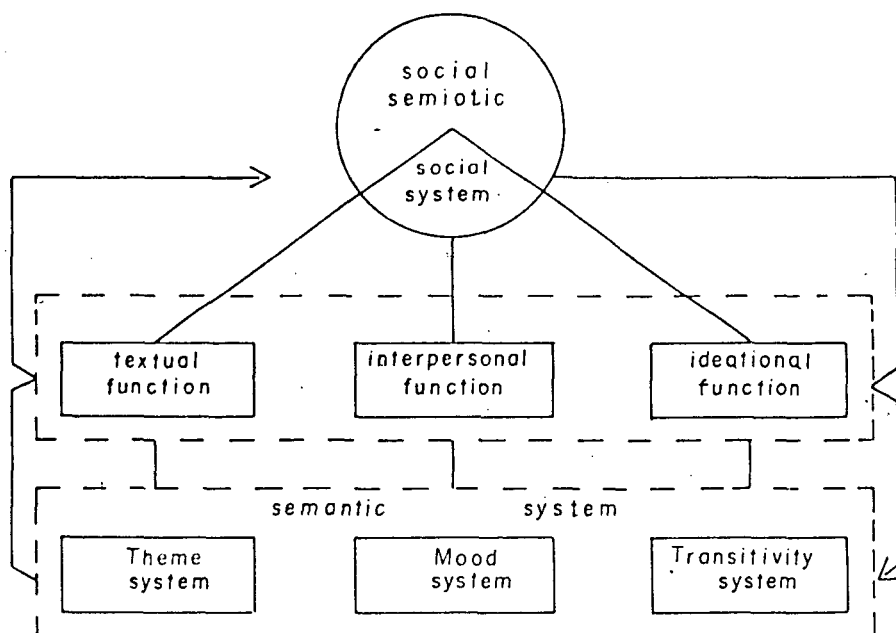 social
semiotic
social
system
textual
function
interpersonal
function
ideational
function
semantic system
Theme
system
Mood
system
Transitivity
system